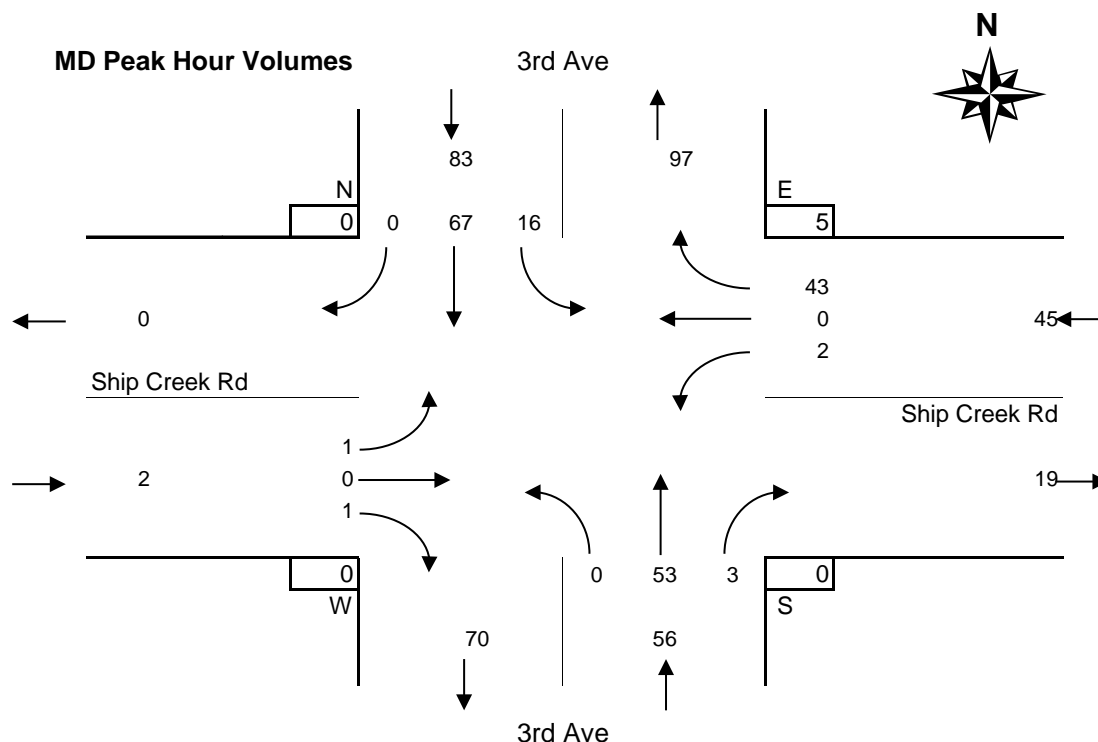 MD Peak Hour Volumes 3rd Ave N
83 97
N E
0 0 67 16 5
43
0 0 45
2
Ship Creek Rd
Ship Creek Rd
1
2 0 19
1
0 0 53 3 0
W S
70 56
3rd Ave